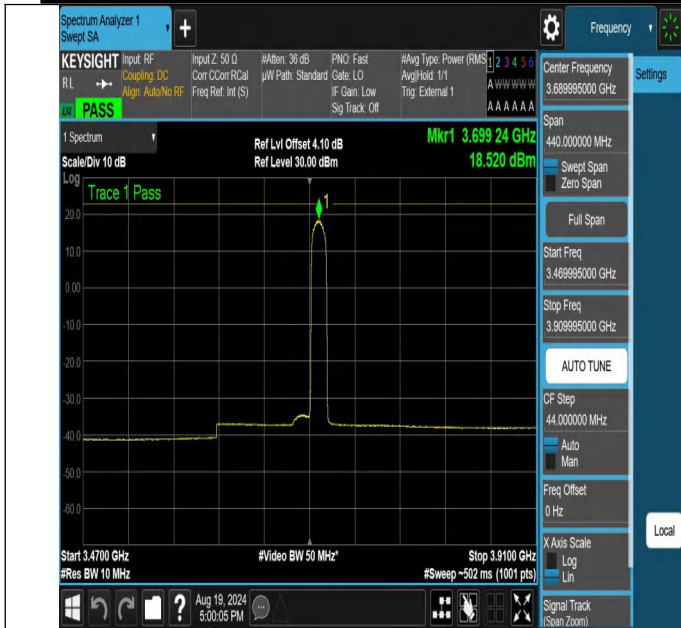 Spectrum Analyzer 1
Swept SA
+
Frequency
KEYSIGHT
RL
PASS
Input: RF
Coupling: DC
Align: Auto/No RF
Input Z: 50 Ω
Corr CCorr RCal
Freq Ref: Int (S)
#Atten: 36 dB
µW Path: Standard
PNO: Fast
Gate: LO
IF Gain: Low
Sig Track: Off
#Avg Type: Power (RMS
Avg|Hold: 1/1
Trig: External 1
1 2 3 4 5 6
A W W W W W
A A A A A A
1 Spectrum
Scale/Div 10 dB
Ref Lvl Offset 4.10 dB
Ref Level 30.00 dBm
Mkr1 3.699 24 GHz
18.520 dBm
Log
Trace 1 Pass
1
20.0
10.0
0.00
-10.0
-20.0
-30.0
-40.0
-50.0
-60.0
Start 3.4700 GHz
#Res BW 10 MHz
#Video BW 50 MHz*
Stop 3.9100 GHz
#Sweep ~502 ms (1001 pts)
Aug 19, 2024
5:00:05 PM
Center Frequency
3.689995000 GHz
Span
440.000000 MHz
Swept Span
Zero Span
Full Span
Start Freq
3.469995000 GHz
Stop Freq
3.909995000 GHz
AUTO TUNE
CF Step
44.000000 MHz
Auto
Man
Freq Offset
0 Hz
X Axis Scale
Log
Lin
Signal Track
(Span Zoom)
Settings
Local